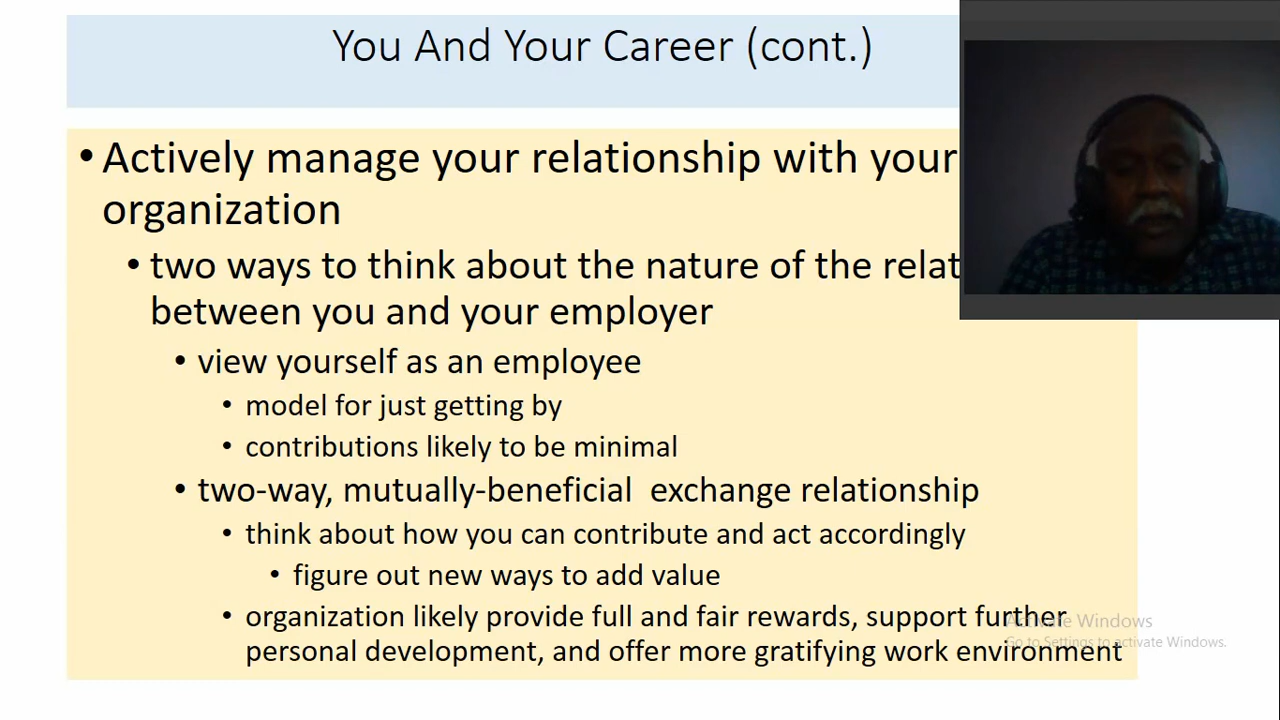 You And Your Career (cont.)
• Actively manage your relationship with your
organization
• two ways to think about the nature of the
between you and your employer
• view yourself as an employee
• model for just getting by
• contributions likely to be minimal
• two-way, mutually-beneficial exchange relationship
• think about how you can contribute and act accordingly
• figure out new ways to add value
• organization likely provide full and fair rewards, support further
personal development, and offer more gratifying work environment
Activate Windows
Go to Settings to activate Windows.